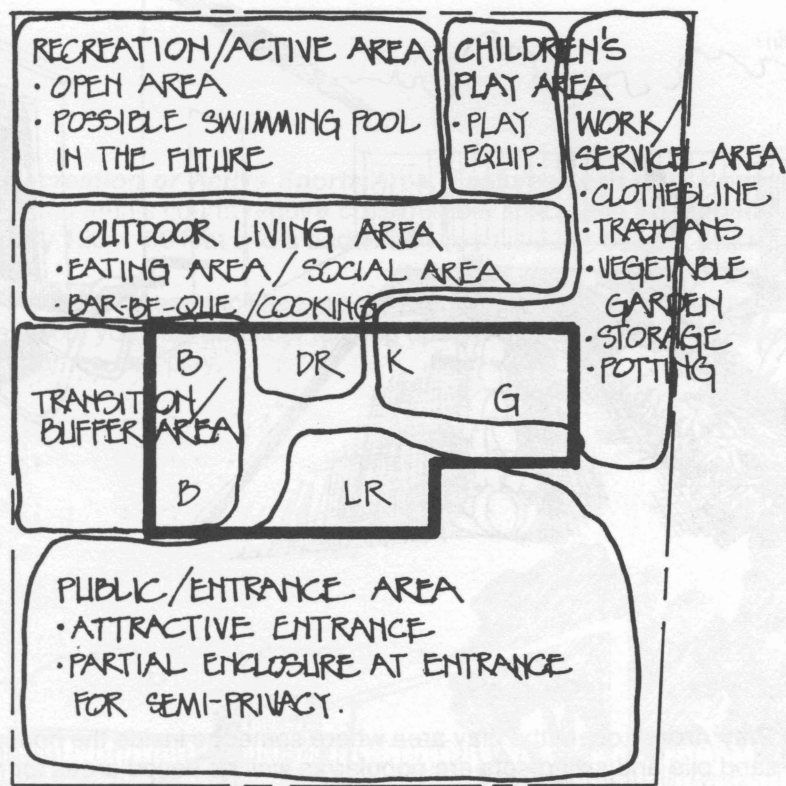 RECREATION/ACTIVE AREA
· OPEN AREA
· POSSIBLE SWIMMING POOL
IN THE FUTURE
CHILDREN'S
PLAY AREA
· PLAY
EQUIP.
WORK/
SERVICE AREA
· CLOTHESLINE
· TRASHCANS
· VEGETABLE
GARDEN
· STORAGE
· POTTING
OUTDOOR LIVING AREA
· EATING AREA/SOCIAL AREA
BAR-BE-QUE/COOKING
B
DR
K
G
TRANSITION/
BUFFER AREA
B
LR
PUBLIC/ENTRANCE AREA
· ATTRACTIVE ENTRANCE
· PARTIAL ENCLOSURE AT ENTRANCE
FOR SEMI-PRIVACY.